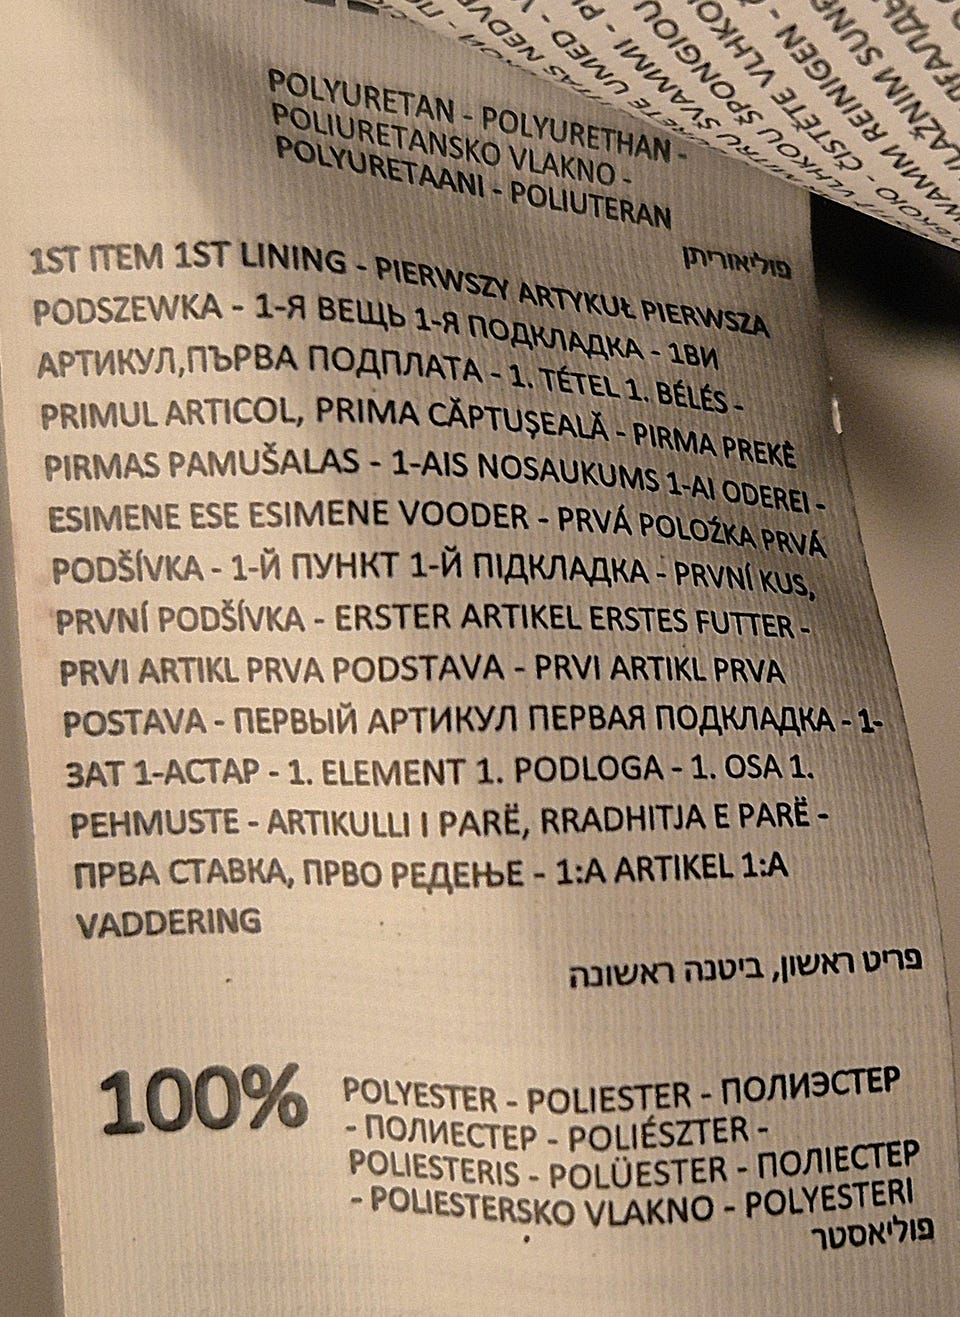 POLYURETAN - POLYURETHAN -
POLIURETANSKO VLAKNO -
POLYURETAANI - POLIUTERAN
פוליאוריתן
1ST ITEM 1ST LINING - PIERWSZY ARTYKUŁ PIERWSZA
PODSZEWKA - 1-Я ВЕЩЬ 1-Я ПОДКЛАДКА - 1ВИ
АРТИКУЛ,ПЪРВА ПОДПЛАТА - 1. TÉTEL 1. BÉLÉS -
PRIMUL ARTICOL, PRIMA CĂPTUŞEALĂ - PIRMA PREKĖ
PIRMAS PAMUŠALAS - 1-AIS NOSAUKUMS 1-AI ODEREI -
ESIMENE ESE ESIMENE VOODER - PRVÁ POLOŽKA PRVÁ
PODŠÍVKA - 1-Й ПУНКТ 1-Й ПІДКЛАДКА - PRVNÍ KUS,
PRVNÍ PODŠÍVKA - ERSTER ARTIKEL ERSTES FUTTER -
PRVI ARTIKL PRVA PODSTAVA - PRVI ARTIKL PRVA
POSTAVA - ПЕРВЫЙ АРТИКУЛ ПЕРВАЯ ПОДКЛАДКА - 1-
ЗАТ 1-АСТАР - 1. ELEMENT 1. PODLOGA - 1. OSA 1.
PEHMUSTE - ARTIKULLI I PARË, RRADHITJA E PARË -
ПРВА СТАВКА, ПРВО РЕДЕЊЕ - 1:A ARTIKEL 1:A
VADDERING
פריט ראשון, ביטנה ראשונה
100% POLYESTER - POLIESTER - ПОЛИЭСТЕР
- ПОЛИЕСТЕР - POLIÉSZTER -
POLIESTERIS - POLÜESTER - ПОЛІЕСТЕР
- POLIESTERSKO VLAKNO - POLYESTERI
פוליאסטר